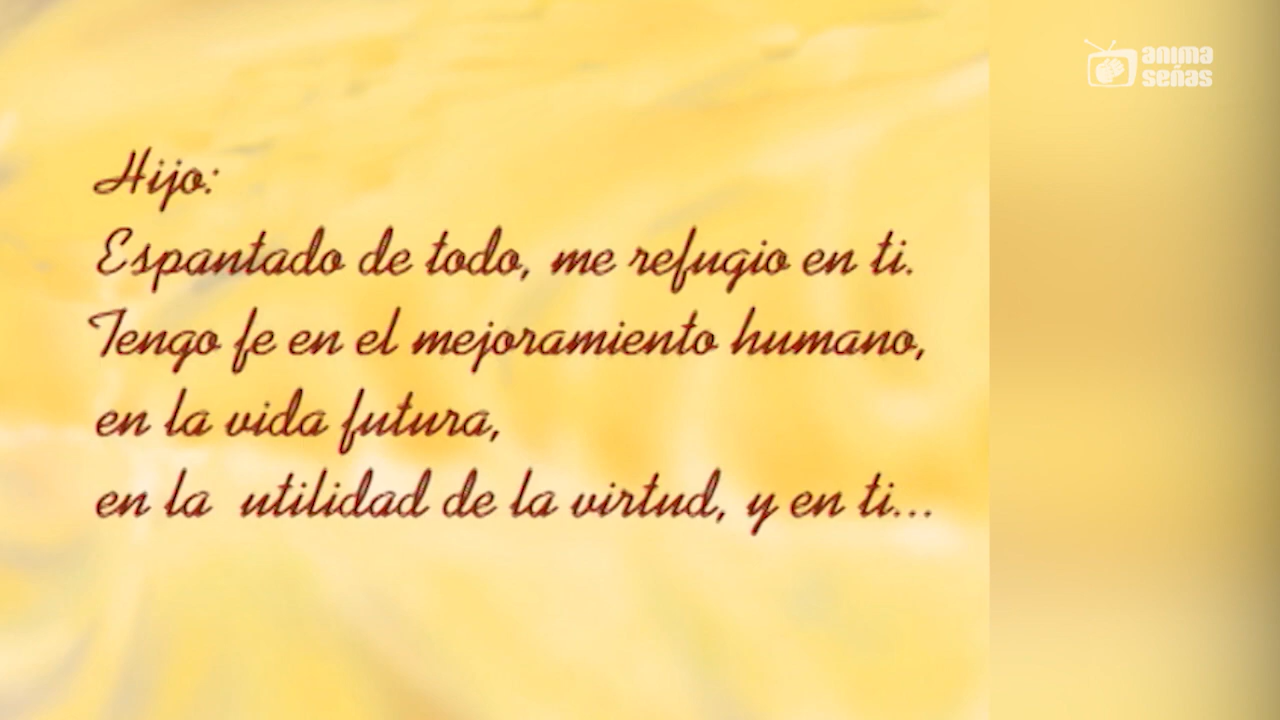 anima
señas
Hijo:
Espantado de todo, me refugio en ti.
Tengo fe en el mejoramiento humano,
en la vida futura,
en la utilidad de la virtud, y en ti...